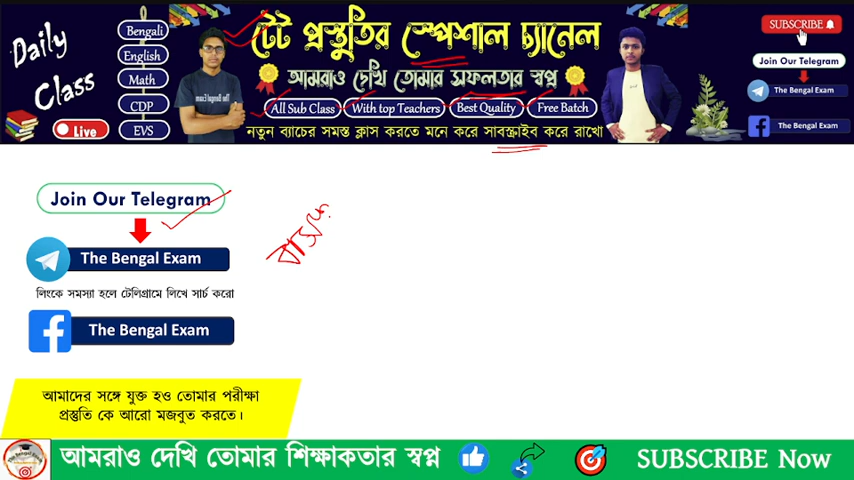 Daily
Class
Bengali
English
Math
CDP
EVS
Live
টেট প্রস্তুতির স্পেশাল চ্যানেল
আমরাও দেখি তোমার সফলতার স্বপ্ন
All Sub Class
With top Teachers
Best Quality
Free Batch
নতুন ব্যাচের সমস্ত ক্লাস করতে মনে করে সাবস্ক্রাইব করে রাখো
SUBSCRIBE
Join Our Telegram
The Bengal Exam
The Bengal Exam
Join Our Telegram
The Bengal Exam
লিংকে সমস্যা হলে টেলিগ্রামে লিখে সার্চ করো
The Bengal Exam
আমাদের সঙ্গে যুক্ত হও তোমার পরীক্ষা
প্রস্তুতি কে আরো মজবুত করতে।
আমরাও দেখি তোমার শিক্ষাকতার স্বপ্ন
SUBSCRIBE Now